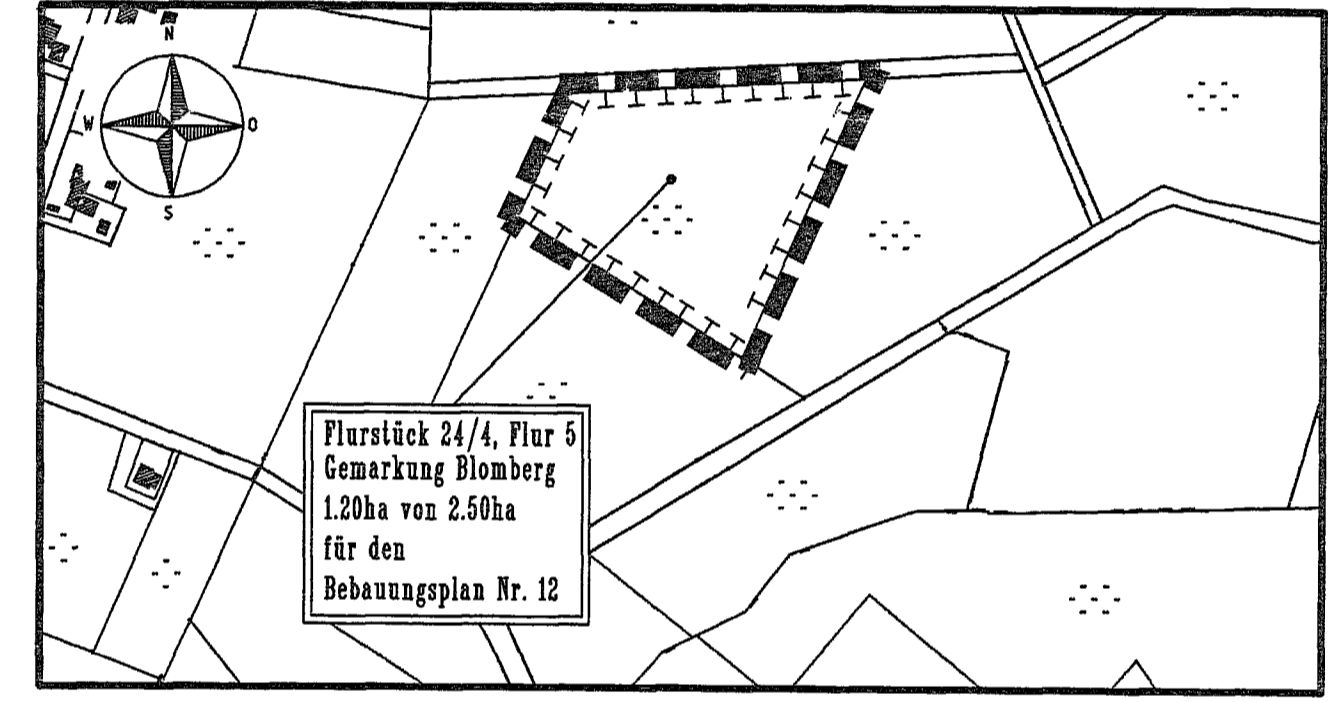 N
W O
S
Flurstück 24/4, Flur 5
Gemarkung Blomberg
1.20ha von 2.50ha
für den
Bebauungsplan Nr. 12